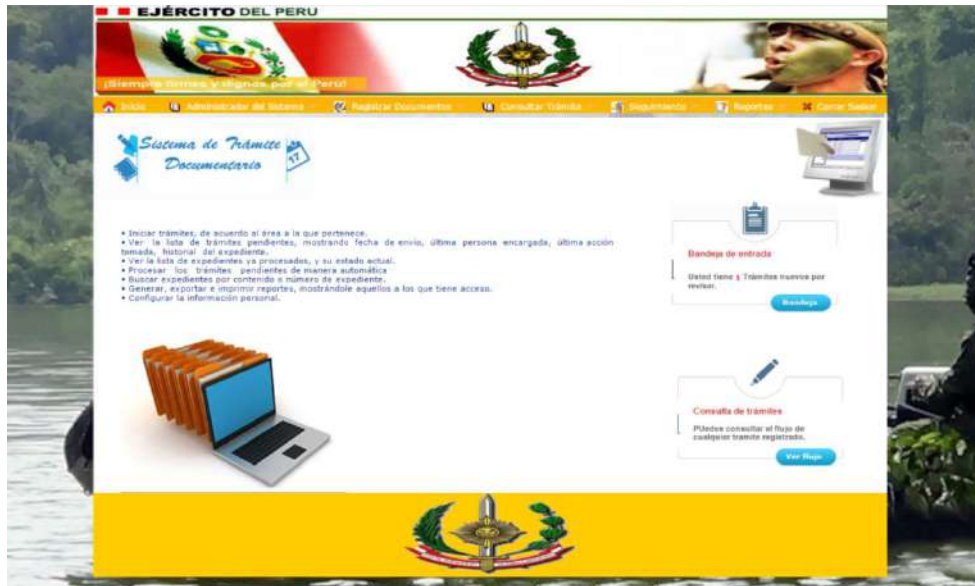 EJÉRCITO DEL PERU
¡Siempre firmes y dignos por el Perú!
Inicio Administrador del Sistema Registrar Documentos Consultar Trámite Seguimiento Reportes Cerrar Sesion
Sistema de Trámite
Documentario
17
• Iniciar trámites, de acuerdo al área a la que pertenece.
• Ver la lista de trámites pendientes, mostrando fecha de envio, última persona encargada, última acción
tomada, historial del expediente.
• Ver la lista de expedientes ya procesados, y su estado actual.
• Procesar los trámites pendientes de manera automática
• Buscar expedientes por contenido o número de expediente.
• Generar, exportar e imprimir reportes, mostrándole aquellos a los que tiene acceso.
• Configurar la información personal.
Bandeja de entrada
Usted tiene Trámites nuevos por
revisar.
Bandeja
Consulta de trámites
PUedes consultar el flujo de
cualquier tramite registrado.
Ver flujo